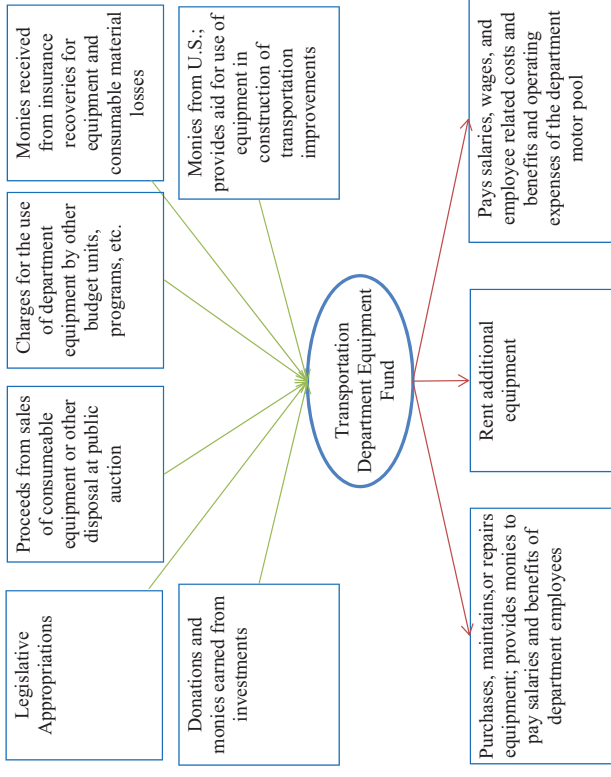 Legislative
Appropriations
Proceeds from sales
of consumeable
equipment or other
disposal at public
auction
Charges for the use
of department
equipment by other
budget units,
programs, etc.
Monies received
from insurance
recoveries for
equipment and
consumable material
losses
Donations and
monies earned from
investments
Monies from U.S.;
provides aid for use of
equipment in
construction of
transportation
improvements
Transportation
Department Equipment
Fund
Purchases, maintains,or repairs
equipment; provides monies to
pay salaries and benefits of
department employees
Rent additional
equipment
Pays salaries, wages, and
employee related costs and
benefits and operating
expenses of the department
motor pool